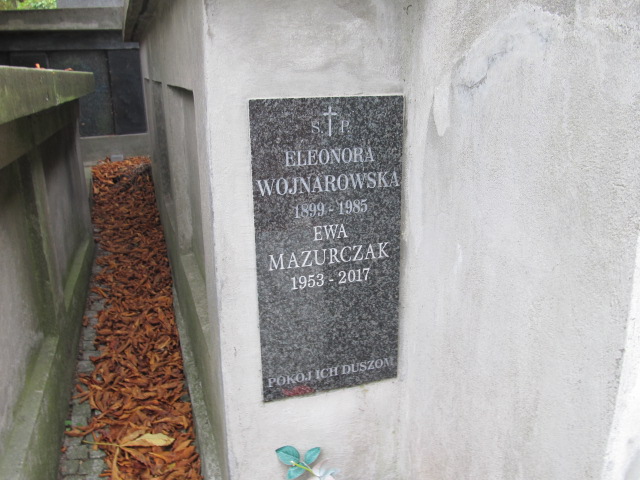 S. P.
ELEONORA
WOJNAROWSKA
1899 - 1985
EWA
MAZURCZAK
1953 - 2017
POKÓJ ICH DUSZOM